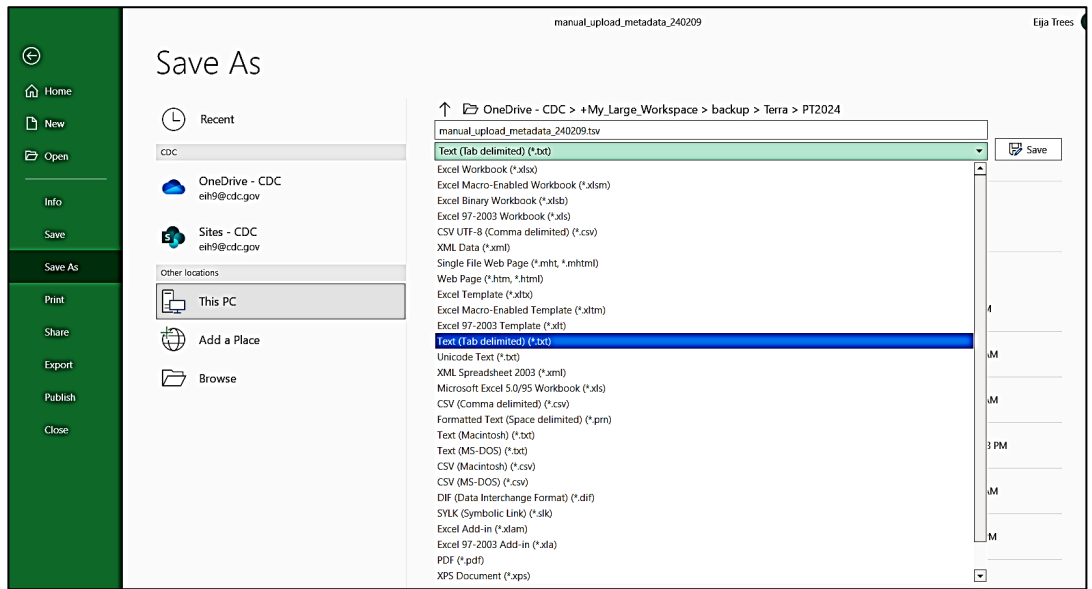 manual_upload_metadata_240209
Eija Trees
Home
New
Open
Info
Save
Save As
Print
Share
Export
Publish
Close
Save As
Recent
CDC
OneDrive - CDC
eih9@cdc.gov
S
Sites - CDC
eih9@cdc.gov
Other locations
This PC
Add a Place
Browse
OneDrive - CDC > +My_Large_Workspace > backup > Terra > PT2024
manual_upload_metadata_240209.tsv
Text (Tab delimited) (*.txt)
Save
Excel Workbook (*.xlsx)
Excel Macro-Enabled Workbook (*.xlsm)
Excel Binary Workbook (*.xlsb)
Excel 97-2003 Workbook (*.xls)
CSV UTF-8 (Comma delimited) (*.csv)
XML Data (*.xml)
Single File Web Page (*.mht, *.mhtml)
Web Page (*.htm, *.html)
Excel Template (*.xltx)
Excel Macro-Enabled Template (*.xltm)
Excel 97-2003 Template (*.xlt)
Text (Tab delimited) (*.txt)
Unicode Text (*.txt)
XML Spreadsheet 2003 (*.xml)
Microsoft Excel 5.0/95 Workbook (*.xls)
CSV (Comma delimited) (*.csv)
Formatted Text (Space delimited) (*.prn)
Text (Macintosh) (*.txt)
Text (MS-DOS) (*.txt)
CSV (Macintosh) (*.csv)
CSV (MS-DOS) (*.csv)
DIF (Data Interchange Format) (*.dif)
SYLK (Symbolic Link) (*.slk)
Excel Add-in (*.xlam)
Excel 97-2003 Add-in (*.xla)
PDF (*.pdf)
XPS Document (*.xps)
AM
AM
3 PM
AM